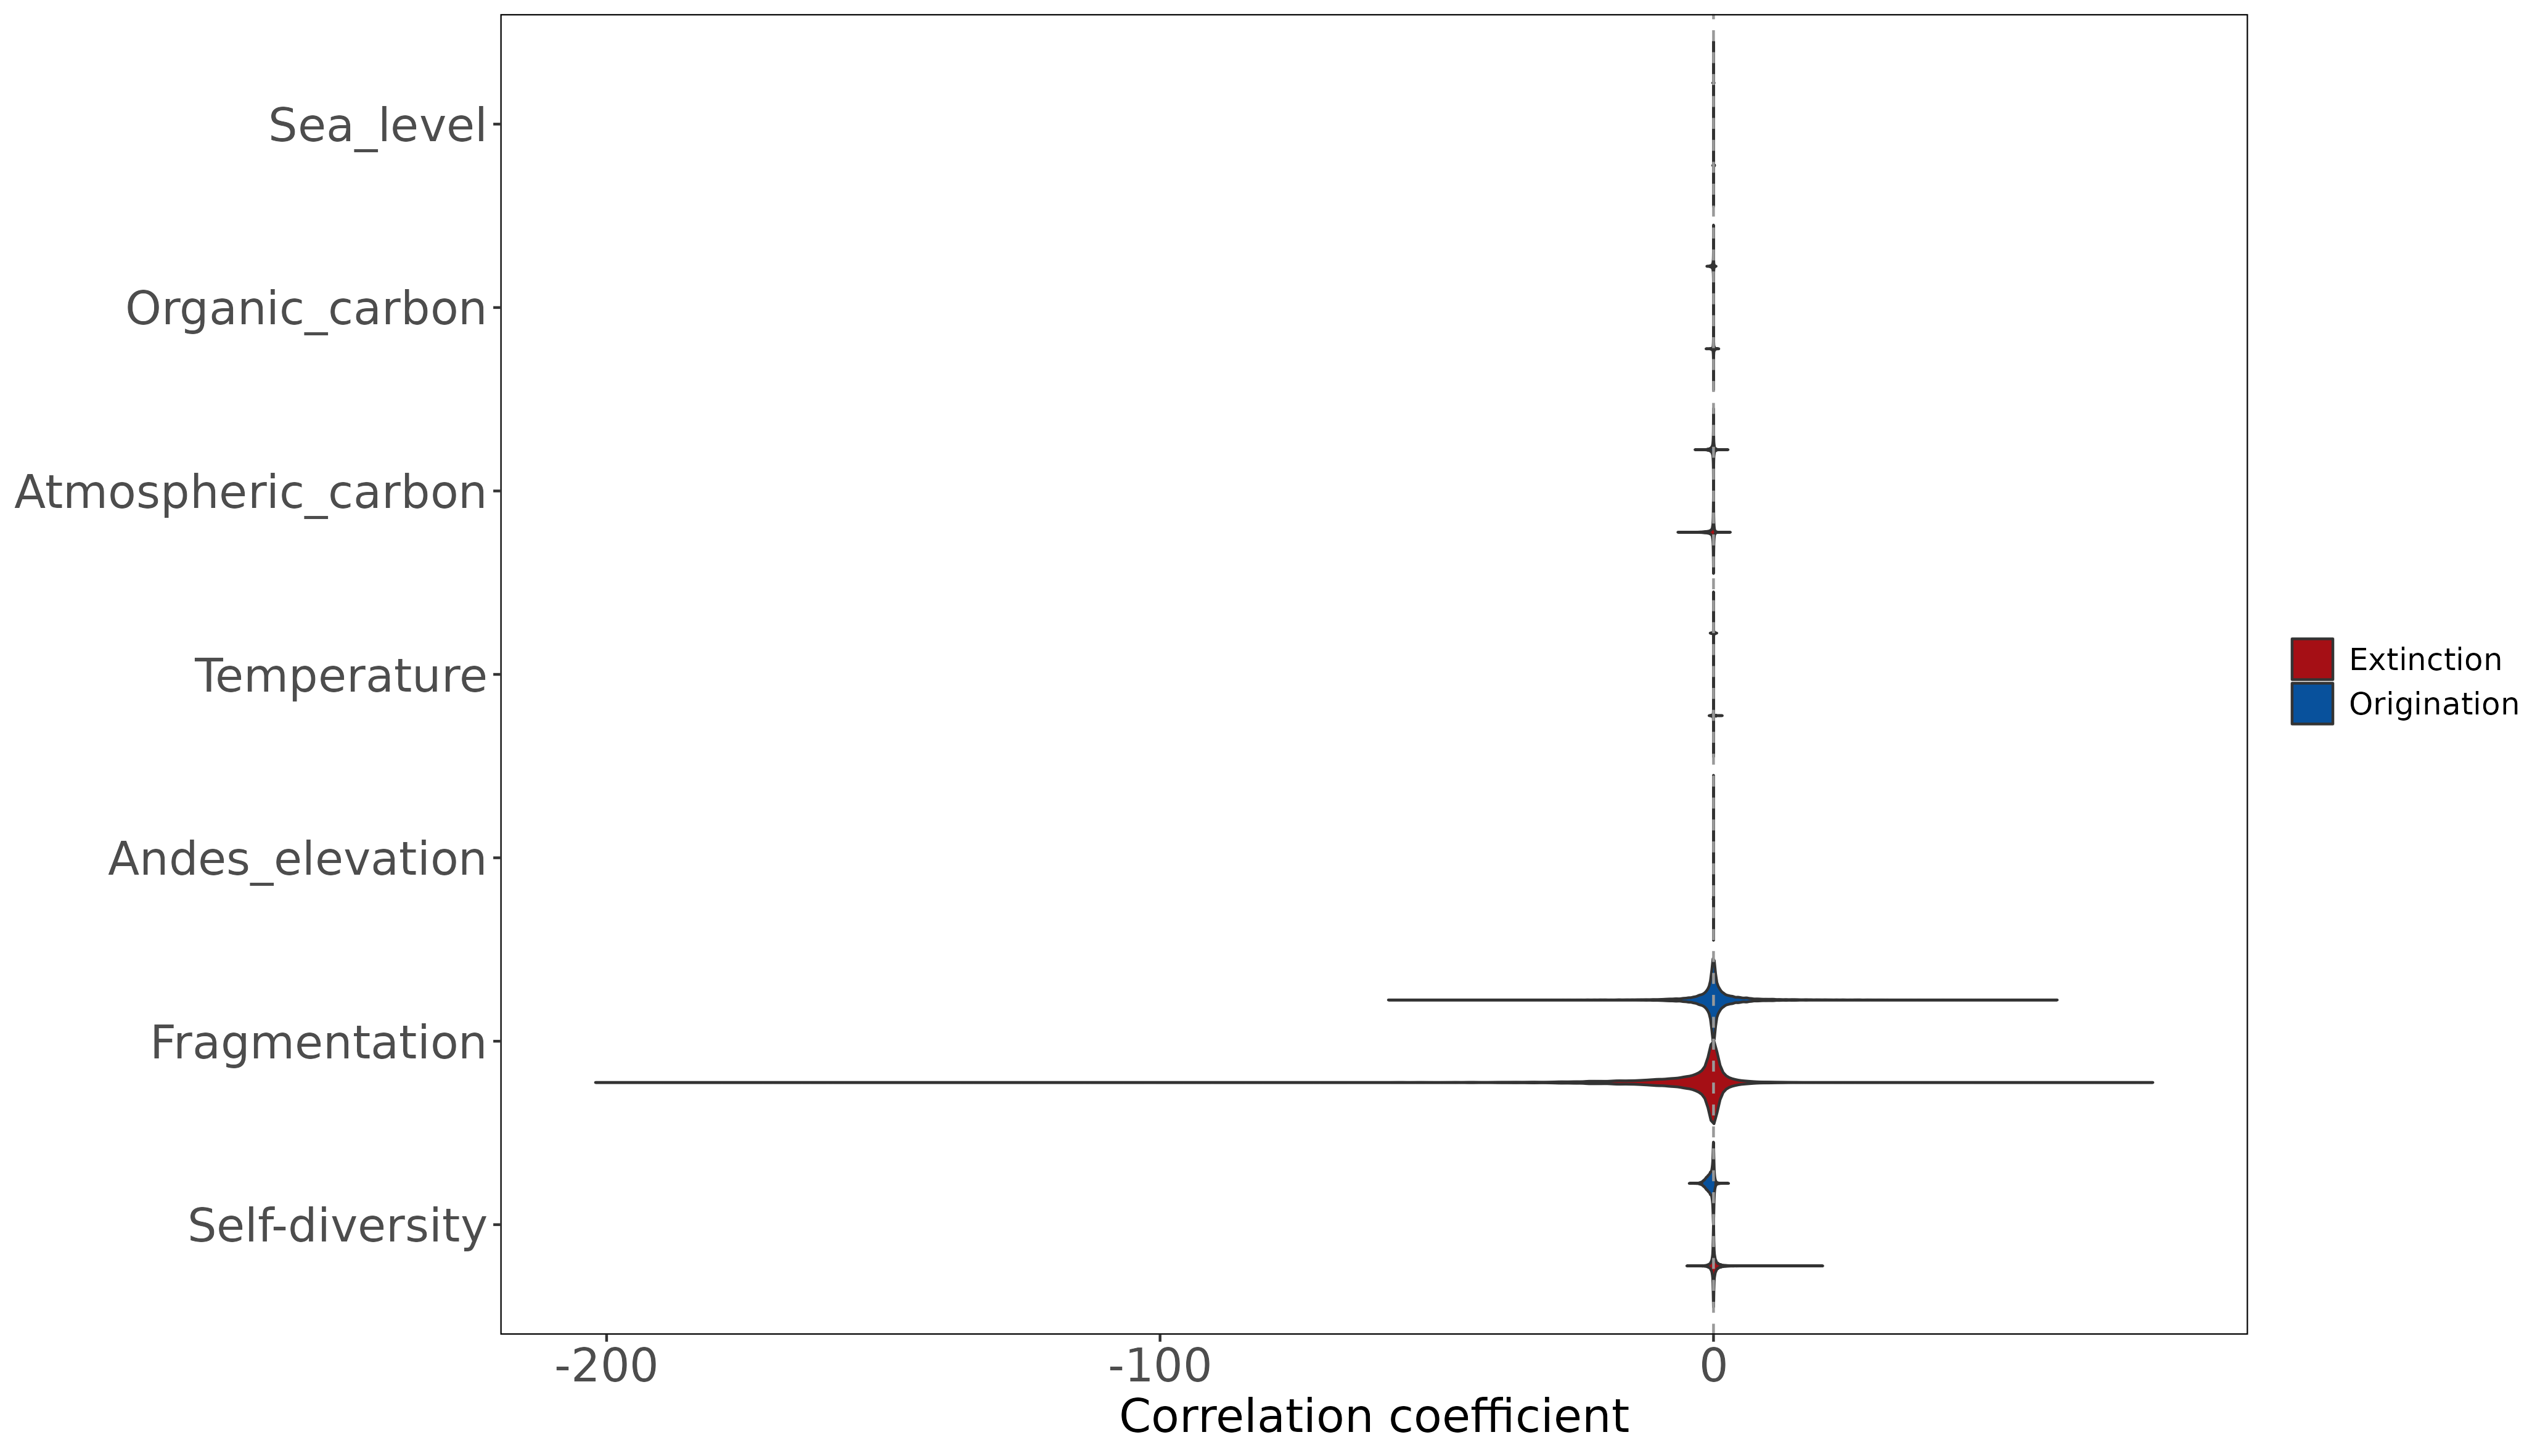 Sea_level
Organic_carbon
Atmospheric_carbon
Temperature
Andes_elevation
Fragmentation
Self-diversity
-200
-100
0
Correlation coefficient
Extinction
Origination